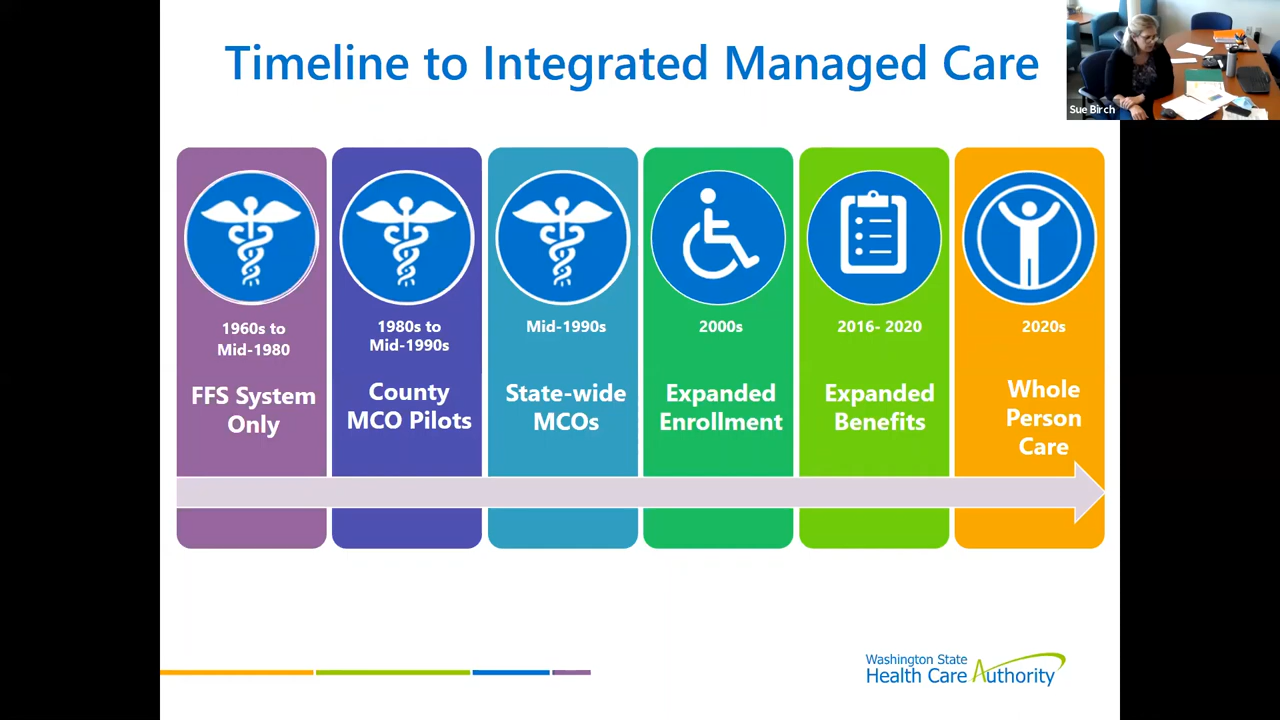 Timeline to Integrated Managed Care
Sue Birch
1960s to
Mid-1980
FFS System
Only
1980s to
Mid-1990s
County
MCO Pilots
Mid-1990s
State-wide
MCOs
2000s
Expanded
Enrollment
2016- 2020
Expanded
Benefits
2020s
Whole
Person
Care
Washington State
Health Care Authority